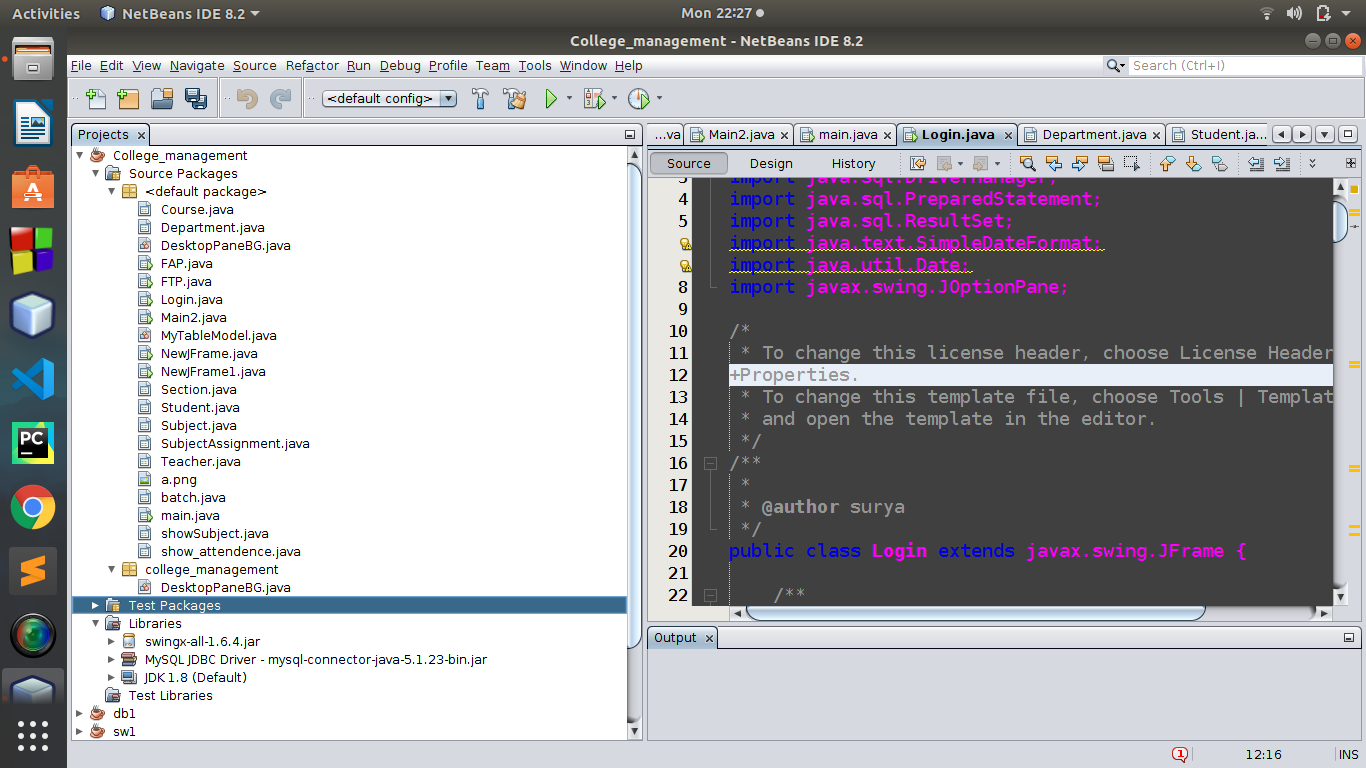 Activities NetBeans IDE 8.2 Mon 22:27
College_management - NetBeans IDE 8.2
File Edit View Navigate Source Refactor Run Debug Profile Team Tools Window Help Search (Ctrl+I)
<default config>
Projects
College_management
Source Packages
<default package>
Course.java
Department.java
DesktopPaneBG.java
FAP.java
FTP.java
Login.java
Main2.java
MyTableModel.java
NewJFrame.java
NewJFrame1.java
Section.java
Student.java
Subject.java
SubjectAssignment.java
Teacher.java
a.png
batch.java
main.java
showSubject.java
show_attendence.java
college_management
DesktopPaneBG.java
Test Packages
Libraries
swingx-all-1.6.4.jar
MySQL JDBC Driver - mysql-connector-java-5.1.23-bin.jar
JDK 1.8 (Default)
Test Libraries
db1
sw1
PC
...va Main2.java main.java Login.java Department.java Student.ja...
Source Design History
3 import java.sql.DriverManager;
4 import java.sql.PreparedStatement;
5 import java.sql.ResultSet;
import java.text.SimpleDateFormat;
import java.util.Date;
8 import javax.swing.JOptionPane;
9
10 /*
11 * To change this license header, choose License Header
12 +Properties.
13 * To change this template file, choose Tools | Templat
14 * and open the template in the editor.
15 */
16 /**
17 *
18 * @author surya
19 */
20 public class Login extends javax.swing.JFrame {
21
22 /**
Output
1 12:16 INS